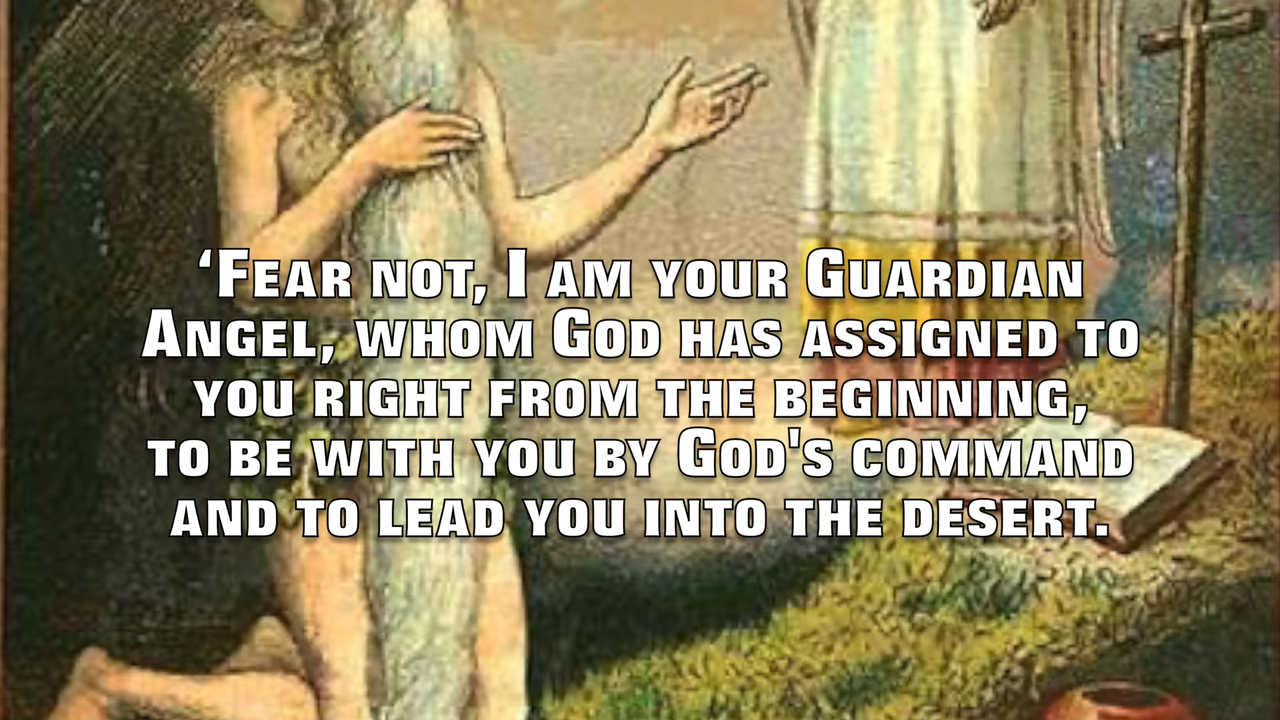 ‘Fear not, I am your Guardian
Angel, whom God has assigned to
you right from the beginning,
to be with you by God's command
and to lead you into the desert.